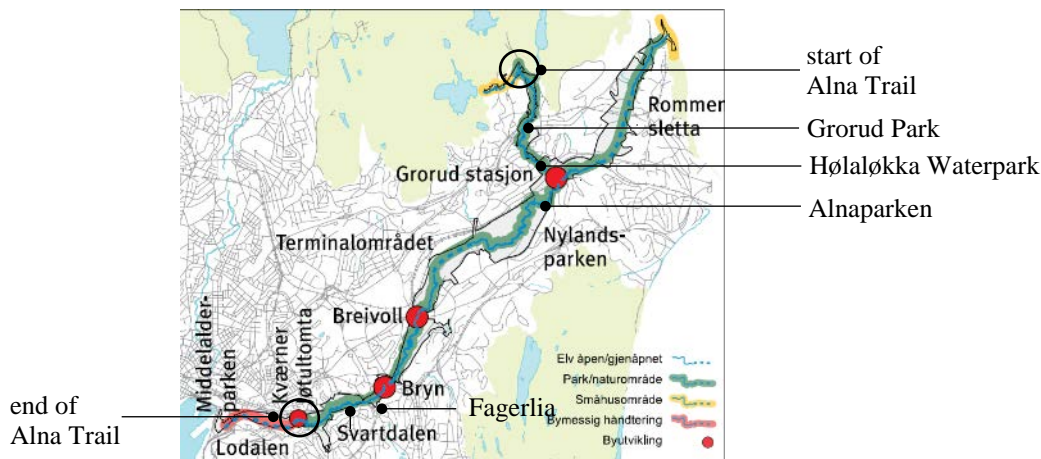 start of
Alna Trail
Rommer
sletta
Grorud Park
Grorud stasjon
Hølaløkka Waterpark
Alnaparken
Terminalområdet
Nylands-
parken
Middelalder-
parken
Kværner
Jøtultomta
Breivoll
Elv åpen/gjenåpnet
Park/naturområde
Småhusområde
Bymessig håndtering
Byutvikling
Bryn
end of
Alna Trail
Fagerlia
Svartdalen
Lodalen